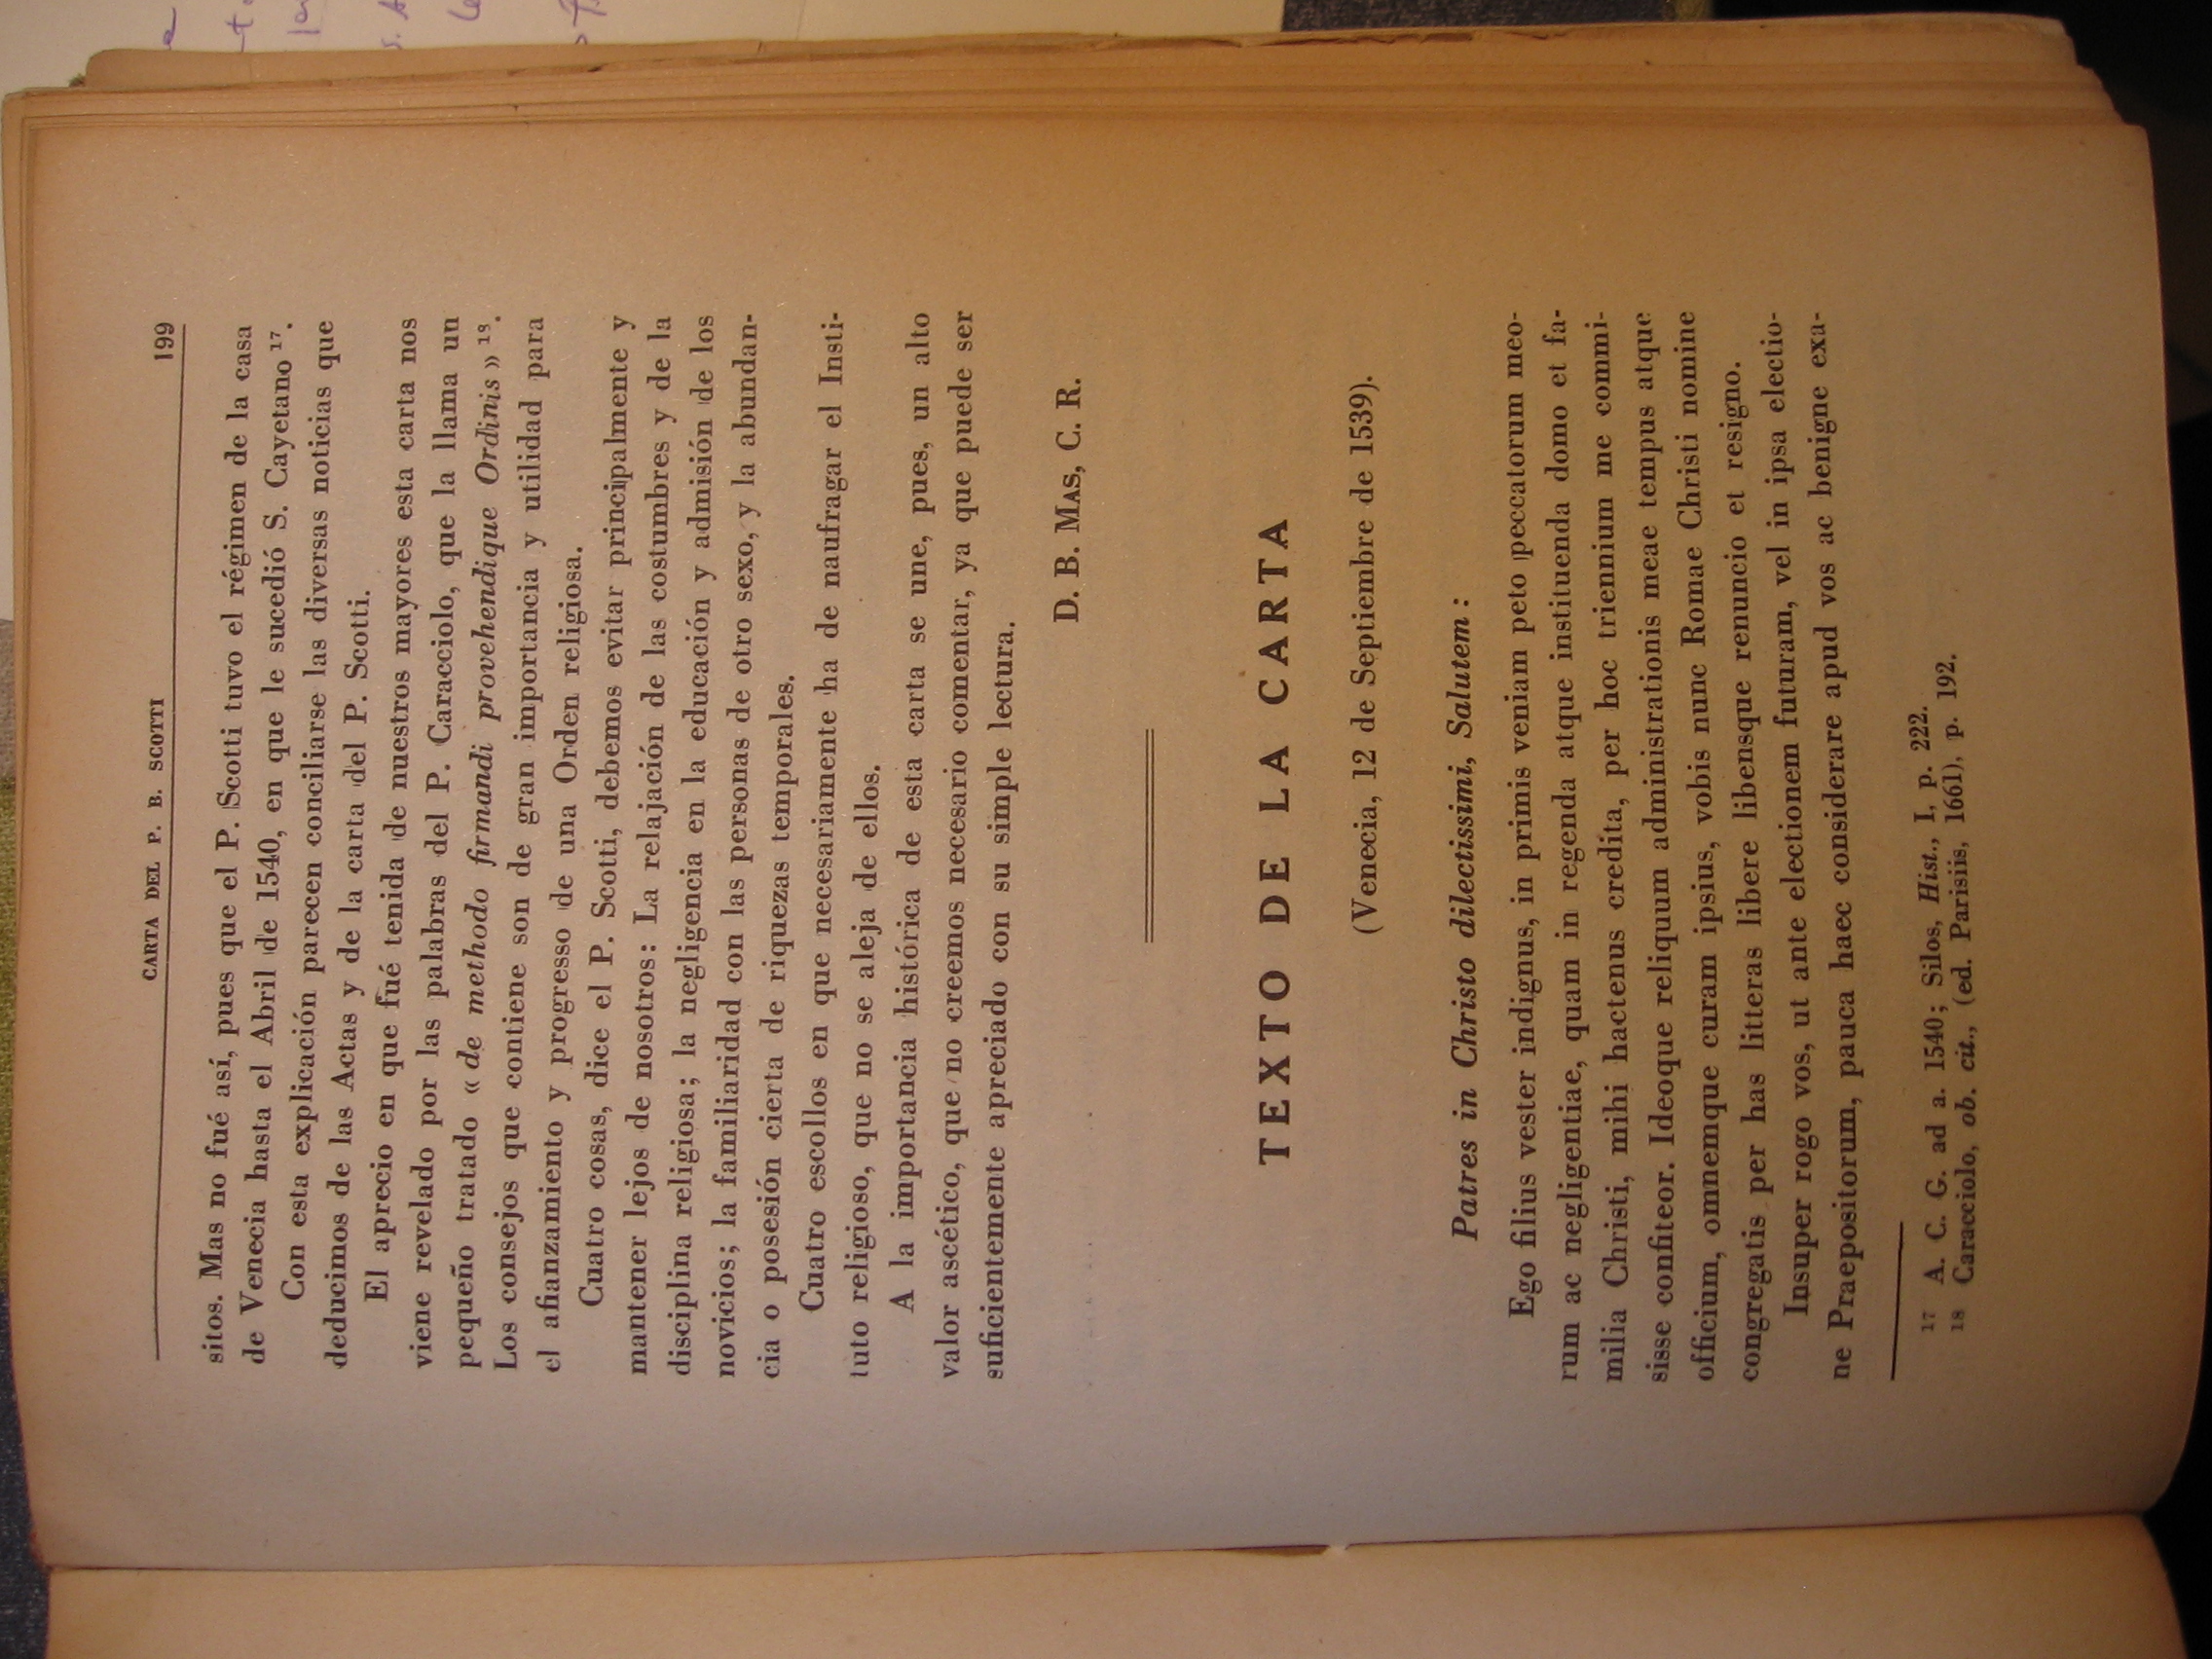 CARTA DEL P. B. SCOTTI 199
sitos. Mas no fué así, pues que el P. Scotti tuvo el régimen de la casa
de Venecia hasta el Abril de 1540, en que le sucedió S. Cayetano ¹⁷.
Con esta explicación parecen conciliarse las diversas noticias que
deducimos de las Actas y de la carta del P. Scotti.
El aprecio en que fué tenida de nuestros mayores esta carta nos
viene revelado por las palabras del P. Caracciolo, que la llama un
pequeño tratado « de methodo firmandi provehendique Ordinis » ¹⁸.
Los consejos que contiene son de gran importancia y utilidad para
el afianzamiento y progresso de una Orden religiosa.
Cuatro cosas, dice el P. Scotti, debemos evitar principalmente y
mantener lejos de nosotros: La relajación de las costumbres y de la
disciplina religiosa; la negligencia en la educación y admisión de los
novicios; la familiaridad con las personas de otro sexo, y la abundan-
cia o posesión cierta de riquezas temporales.
Cuatro escollos en que necesariamente ha de naufragar el Insti-
tuto religioso, que no se aleja de ellos.
A la importancia histórica de esta carta se une, pues, un alto
valor ascético, que no creemos necesario comentar, ya que puede ser
suficientemente apreciado con su simple lectura.
D. B. MAS, C. R.
TEXTO DE LA CARTA
(Venecia, 12 de Septiembre de 1539).
Patres in Christo dilectissimi, Salutem :
Ego filius vester indignus, in primis veniam peto peccatorum meo-
rum ac negligentiae, quam in regenda atque instituenda domo et fa-
milia Christi, mihi hactenus credita, per hoc triennium me commi-
sisse confiteor. Ideoque reliquum administrationis meae tempus atque
officium, omnemque curam ipsius, vobis nunc Romae Christi nomine
congregatis per has litteras libere libensque renuncio et resigno.
Insuper rogo vos, ut ante electionem futuram, vel in ipsa electio-
ne Praepositorum, pauca haec considerare apud vos ac benigne exa-
17 A. C. G. ad a. 1540; Silos, Hist., I, p. 222.
18 Caracciolo, ob. cit., (ed. Parisiis, 1661), p. 192.